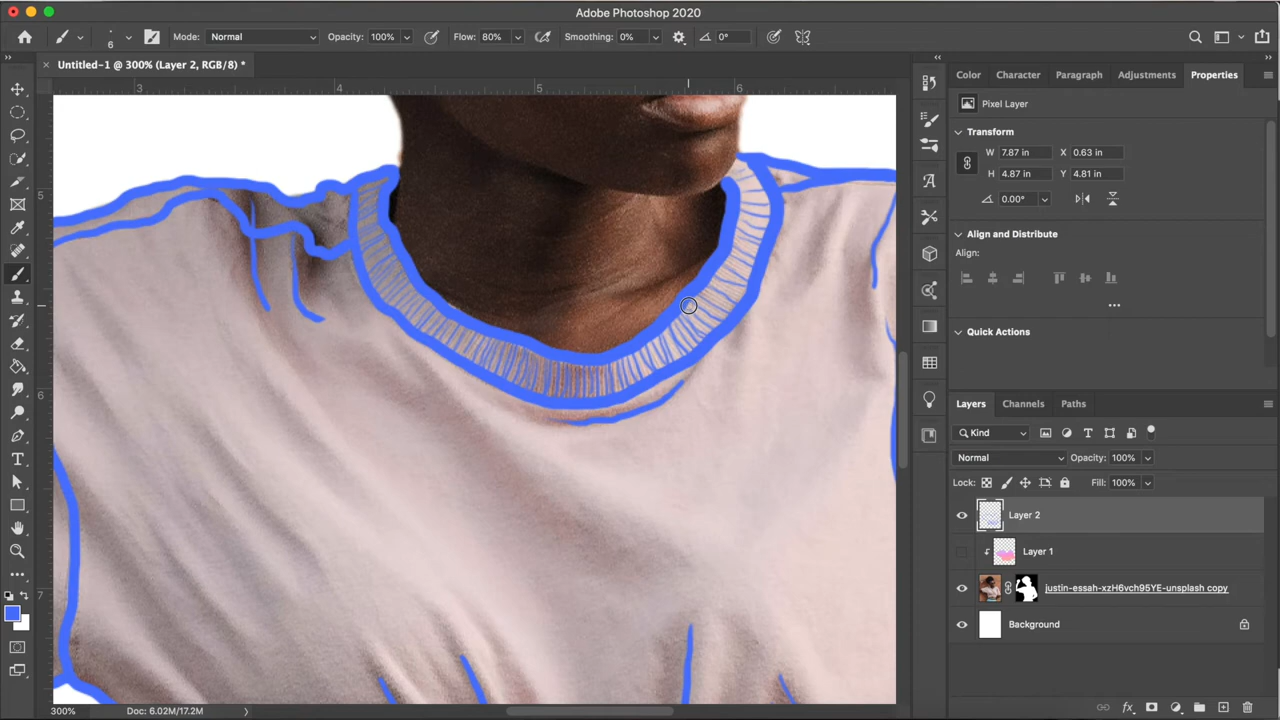 Adobe Photoshop 2020
6
Mode: Normal
Opacity: 100%
Flow: 80%
Smoothing: 0%
0°
Untitled-1 @ 300% (Layer 2, RGB/8) *
3 4 5 6
5
6
7
Color Character Paragraph Adjustments Properties
Pixel Layer
Transform
W 7.87 in X 0.63 in
H 4.87 in Y 4.81 in
0.00°
Align and Distribute
Align:
Quick Actions
Layers Channels Paths
Kind
Normal Opacity: 100%
Lock: Fill: 100%
Layer 2
Layer 1
justin-essah-xzH6vch95YE-unsplash copy
Background
300% Doc: 6.02M/17.2M